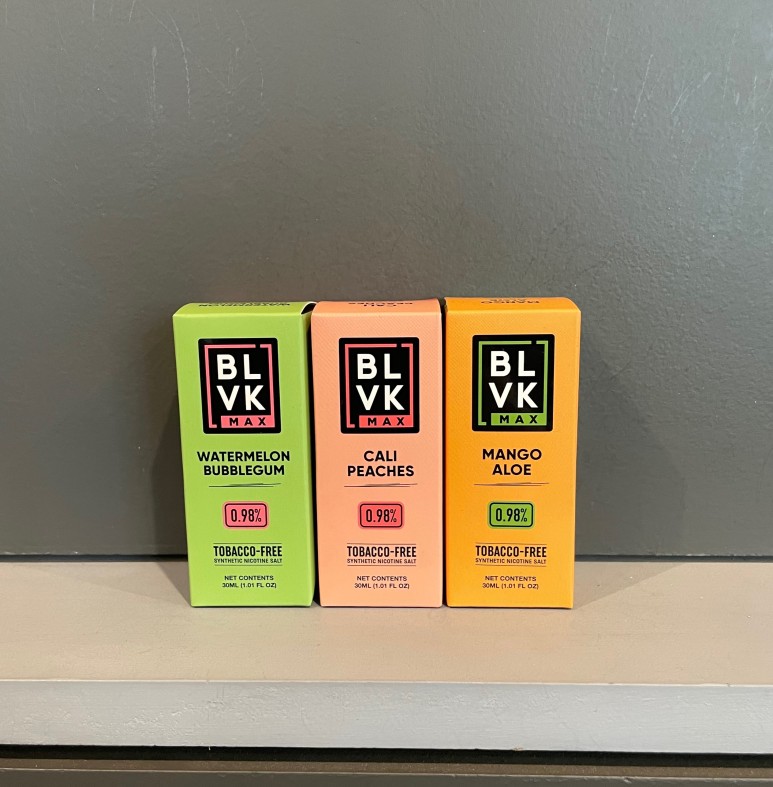 BL
VK
MAX
WATERMELON
BUBBLEGUM
0.98%
TOBACCO-FREE
SYNTHETIC NICOTINE SALT
NET CONTENTS
30ML (1.01 FL OZ)
CALI
PEACHES
BL
VK
MAX
CALI
PEACHES
0.98%
TOBACCO-FREE
SYNTHETIC NICOTINE SALT
NET CONTENTS
30ML (1.01 FL OZ)
MANGO
BL
VK
MAX
MANGO
ALOE
0.98%
TOBACCO-FREE
SYNTHETIC NICOTINE SALT
NET CONTENTS
30ML (1.01 FL OZ)